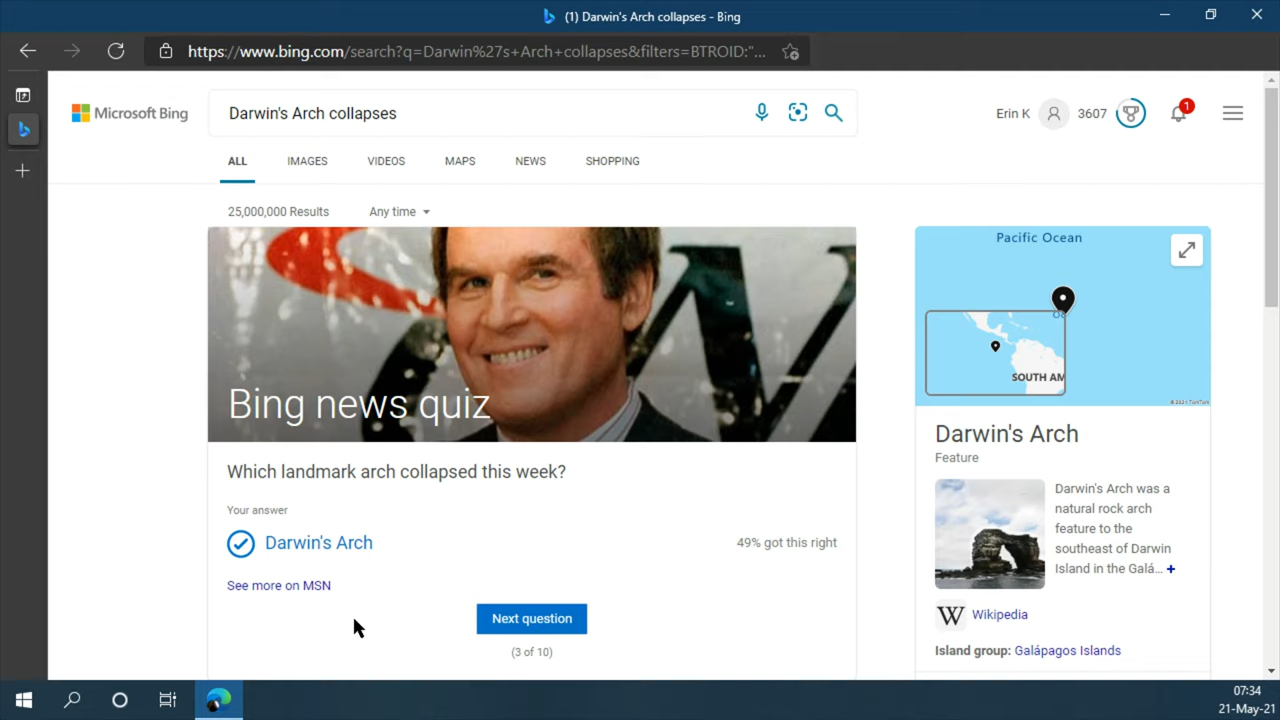 (1) Darwin's Arch collapses - Bing
https://www.bing.com/search?q=Darwin%27s+Arch+collapses&filters=BTROID:"...
Microsoft Bing
Darwin's Arch collapses
Erin K
3607
1
ALL
IMAGES
VIDEOS
MAPS
NEWS
SHOPPING
25,000,000 Results
Any time
Bing news quiz
Which landmark arch collapsed this week?
Your answer
Darwin's Arch
49% got this right
See more on MSN
Next question
(3 of 10)
Pacific Ocean
SOUTH AM
© 2021 TomTom
Darwin's Arch
Feature
Darwin's Arch was a
natural rock arch
feature to the
southeast of Darwin
Island in the Galá... +
W Wikipedia
Island group: Galápagos Islands
07:34
21-May-21